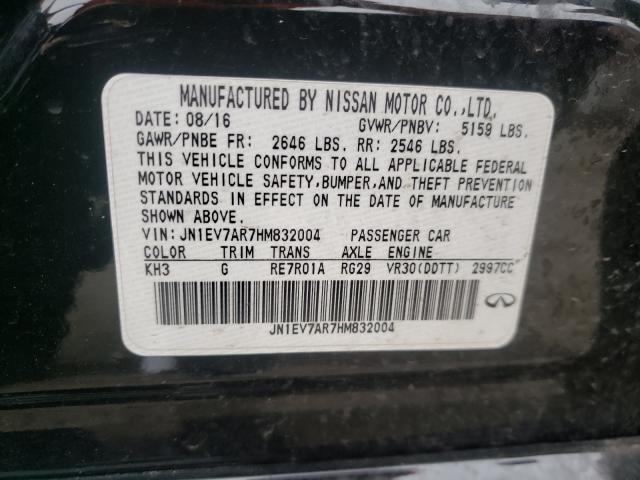 MANUFACTURED BY NISSAN MOTOR CO.,LTD.
DATE: 08/16 GVWR/PNBV: 5159 LBS.
GAWR/PNBE FR: 2646 LBS. RR: 2546 LBS.
THIS VEHICLE CONFORMS TO ALL APPLICABLE FEDERAL
MOTOR VEHICLE SAFETY,BUMPER,AND THEFT PREVENTION
STANDARDS IN EFFECT ON THE DATE OF MANUFACTURE
SHOWN ABOVE.
VIN: JN1EV7AR7HM832004 PASSENGER CAR
COLOR TRIM TRANS AXLE ENGINE
KH3 G RE7R01A RG29 VR30(DDTT) 2997CC
JN1EV7AR7HM832004